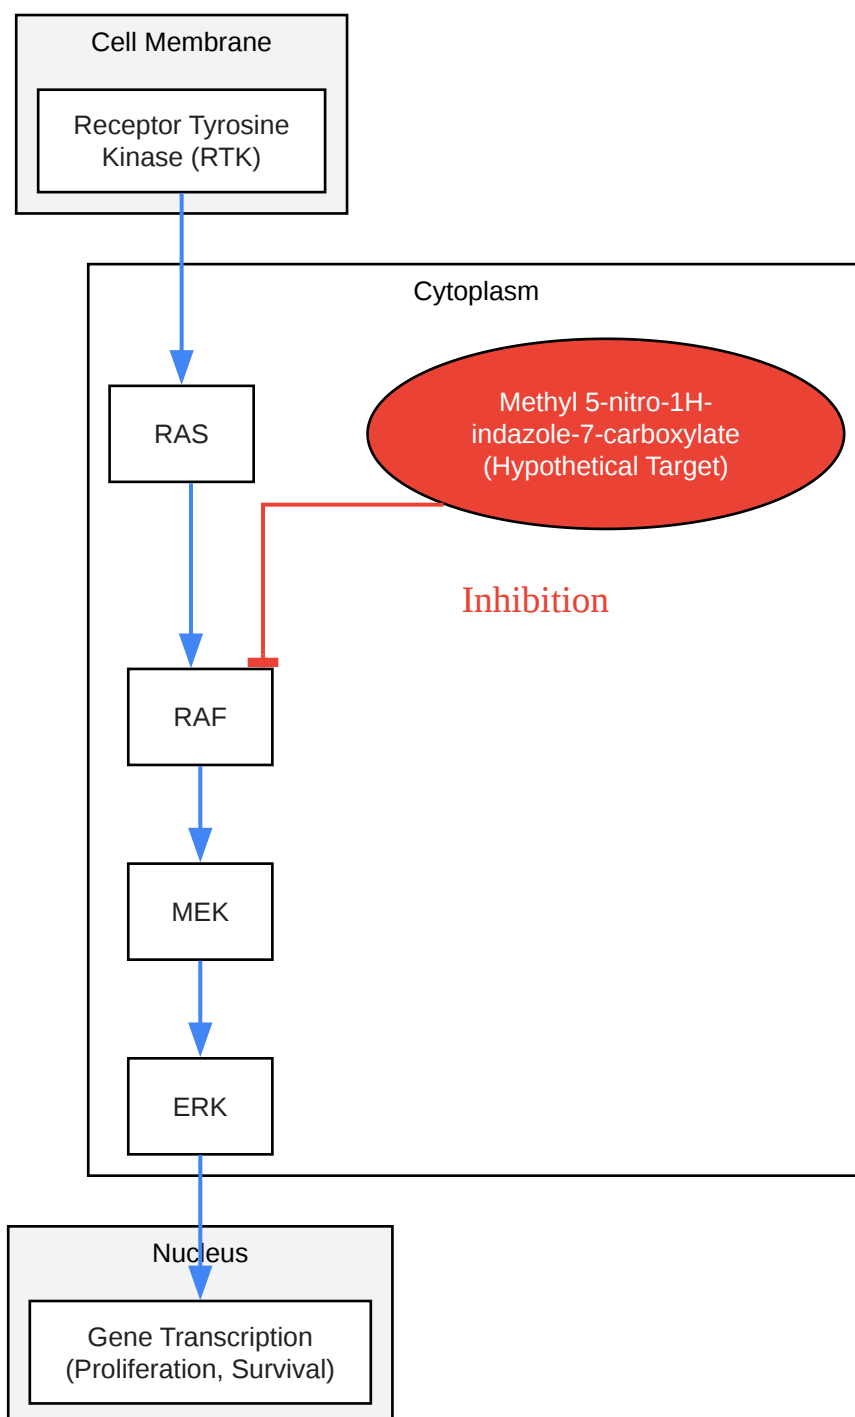 Cell Membrane
Receptor Tyrosine
Kinase (RTK)
Cytoplasm
RAS
Methyl 5-nitro-1H-
indazole-7-carboxylate
(Hypothetical Target)
Inhibition
RAF
MEK
ERK
Nucleus
Gene Transcription
(Proliferation, Survival)